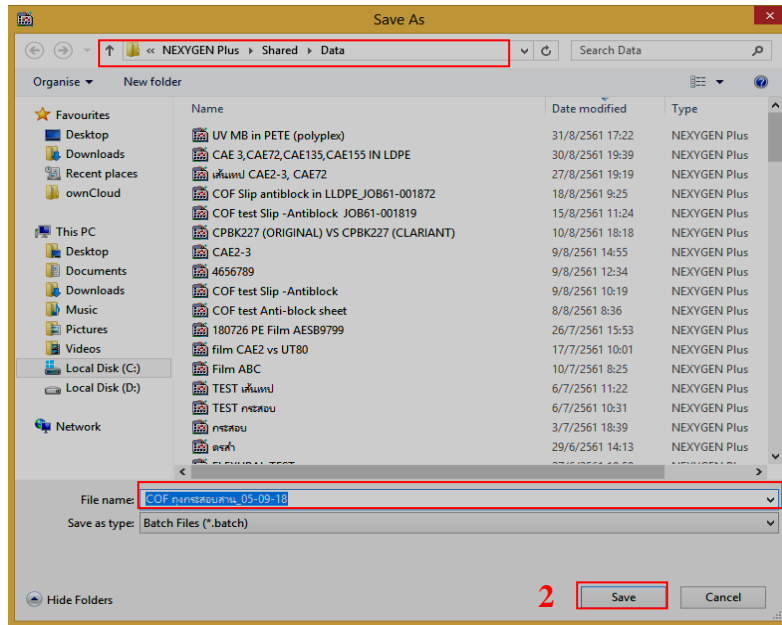 Save As
« NEXYGEN Plus Shared Data
Search Data
Organise New folder
Favourites
Desktop
Downloads
Recent places
ownCloud
This PC
Desktop
Documents
Downloads
Music
Pictures
Videos
Local Disk (C:)
Local Disk (D:)
Network
Name Date modified Type
UV MB in PETE (polyplex) 31/8/2561 17:22 NEXYGEN Plus
CAE 3,CAE72,CAE135,CAE155 IN LDPE 30/8/2561 19:39 NEXYGEN Plus
เส้นเทป CAE2-3, CAE72 27/8/2561 19:19 NEXYGEN Plus
COF Slip antiblock in LLDPE_JOB61-001872 18/8/2561 9:25 NEXYGEN Plus
COF test Slip -Antiblock JOB61-001819 15/8/2561 11:24 NEXYGEN Plus
CPBK227 (ORIGINAL) VS CPBK227 (CLARIANT) 10/8/2561 18:18 NEXYGEN Plus
CAE2-3 9/8/2561 14:55 NEXYGEN Plus
4656789 9/8/2561 12:34 NEXYGEN Plus
COF test Slip -Antiblock 9/8/2561 10:19 NEXYGEN Plus
COF test Anti-block sheet 8/8/2561 8:36 NEXYGEN Plus
180726 PE Film AESB9799 26/7/2561 15:53 NEXYGEN Plus
film CAE2 vs UT80 17/7/2561 10:01 NEXYGEN Plus
Film ABC 10/7/2561 8:25 NEXYGEN Plus
TEST เส้นเทป 6/7/2561 11:22 NEXYGEN Plus
TEST กระสอบ 6/7/2561 10:31 NEXYGEN Plus
กระสอบ 3/7/2561 18:39 NEXYGEN Plus
29/6/2561 14:13 NEXYGEN Plus
File name: COF ถุงกระสอบสาน_05-09-18
Save as type: Batch Files (*.batch)
Hide Folders
2 Save Cancel